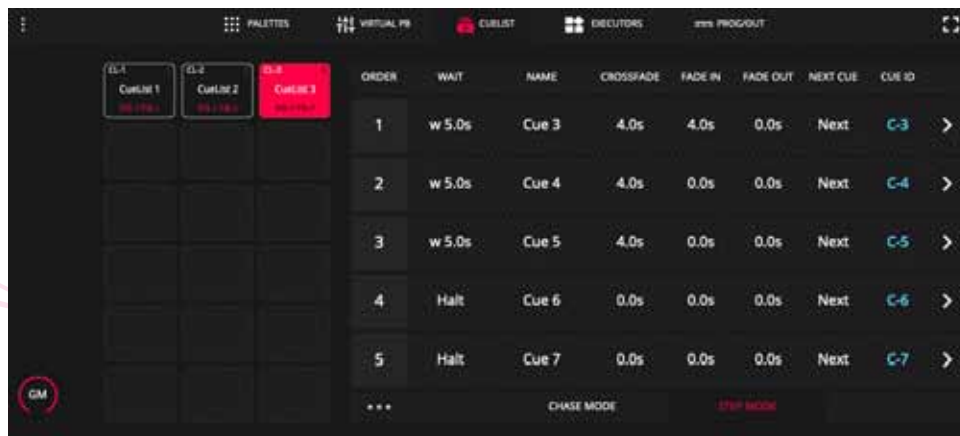 PALETTES VIRTUAL PB CUELIST EXECUTORS PROG/OUT
CL-1 CL-2 CL-3
CueList 1 CueList 2 CueList 3
ORDER WAIT NAME CROSSFADE FADE IN FADE OUT NEXT CUE CUE ID
1 w 5.0s Cue 3 4.0s 4.0s 0.0s Next C-3
2 w 5.0s Cue 4 4.0s 0.0s 0.0s Next C-4
3 w 5.0s Cue 5 4.0s 0.0s 0.0s Next C-5
4 Halt Cue 6 0.0s 0.0s 0.0s Next C-6
5 Halt Cue 7 0.0s 0.0s 0.0s Next C-7
GM
CHASE MODE STEP MODE